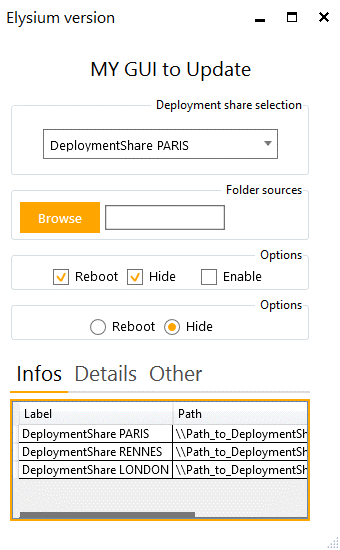 Elysium version
MY GUI to Update
Deployment share selection
DeploymentShare PARIS
Folder sources
Browse
Options
Reboot Hide Enable
Options
Reboot Hide
Infos Details Other
Label Path
DeploymentShare PARIS \\Path_to_DeploymentSh
DeploymentShare RENNES \\Path_to_DeploymentSh
DeploymentShare LONDON \\Path_to_DeploymentSh